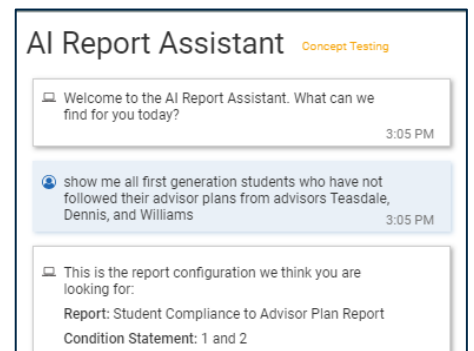 AI Report Assistant Concept Testing
Welcome to the AI Report Assistant. What can we
find for you today?
3:05 PM
show me all first generation students who have not
followed their advisor plans from advisors Teasdale,
Dennis, and Williams
3:05 PM
This is the report configuration we think you are
looking for:
Report: Student Compliance to Advisor Plan Report
Condition Statement: 1 and 2